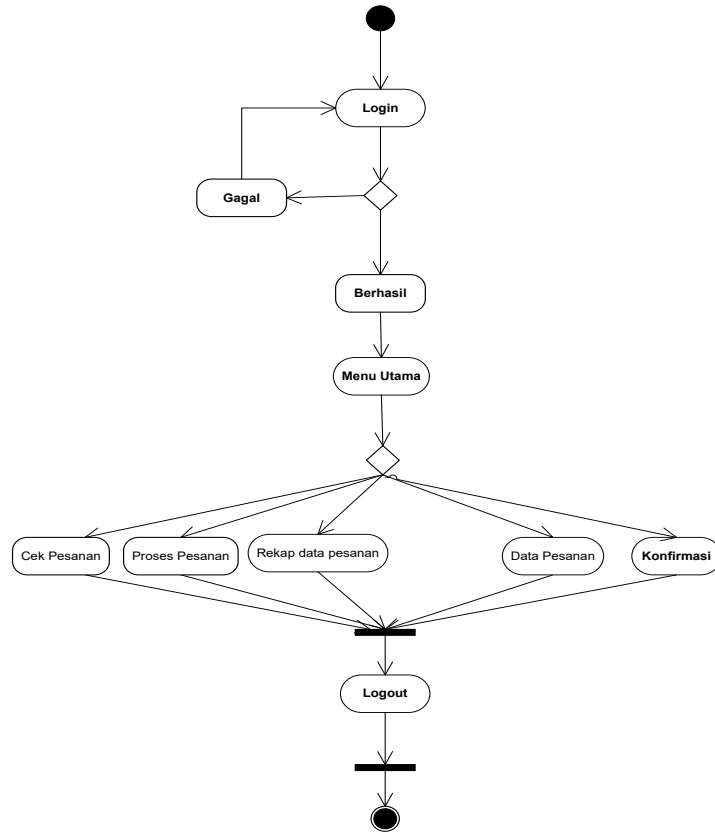 Login
Gagal
Berhasil
Menu Utama
Cek Pesanan
Proses Pesanan
Rekap data pesanan
Data Pesanan
Konfirmasi
Logout